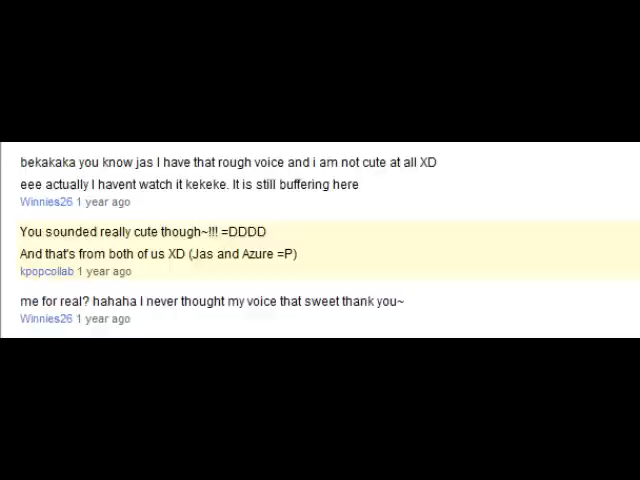 bekakaka you know jas I have that rough voice and i am not cute at all XD
eee actually I havent watch it kekeke. It is still buffering here
Winnies26 1 year ago
You sounded really cute though~!!! =DDDD
And that's from both of us XD (Jas and Azure =P)
kpopcollab 1 year ago
me for real? hahaha I never thought my voice that sweet thank you~
Winnies26 1 year ago